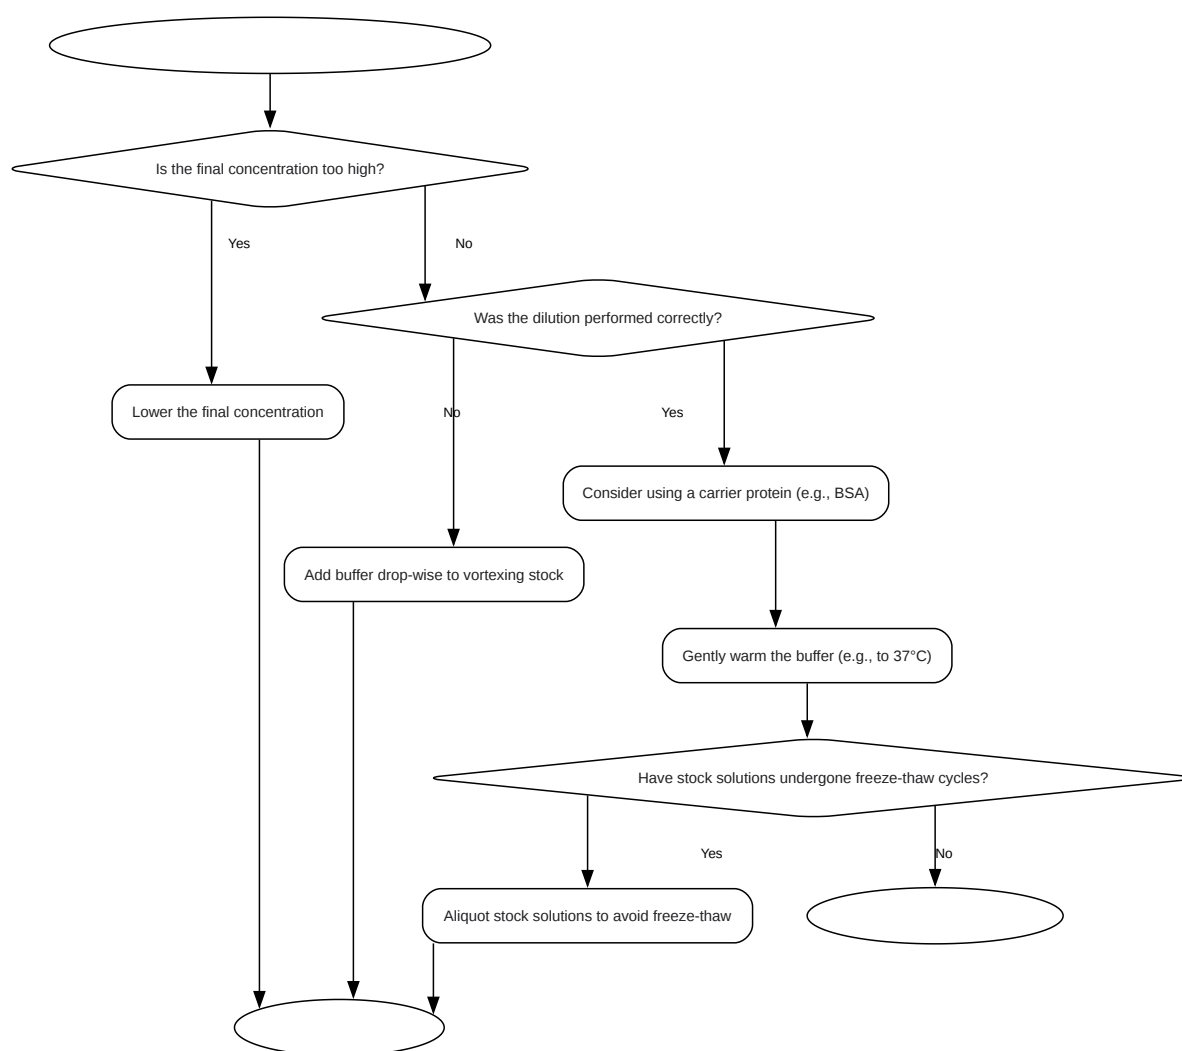 Is the final concentration too high?
Yes
No
Was the dilution performed correctly?
Lower the final concentration
No
Yes
Consider using a carrier protein (e.g., BSA)
Add buffer drop-wise to vortexing stock
Gently warm the buffer (e.g., to 37°C)
Have stock solutions undergone freeze-thaw cycles?
Yes
No
Aliquot stock solutions to avoid freeze-thaw